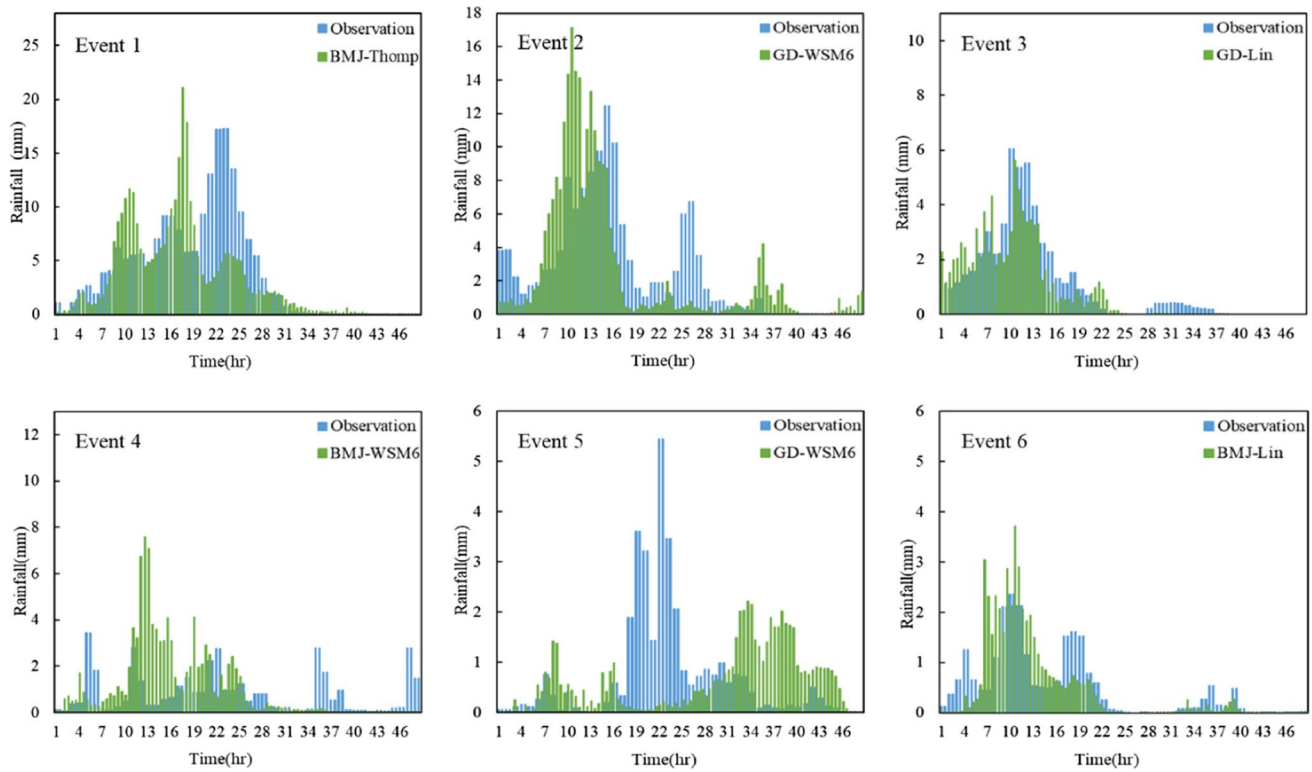 Event 1
Observation
BMJ-Thomp
Rainfall (mm)
25
20
15
10
5
0
1 4 7 10 13 16 19 22 25 28 31 34 37 40 43 46
Time(hr)
Event 2
Observation
GD-WSM6
Rainfall (mm)
18
16
14
12
10
8
6
4
2
0
1 4 7 10 13 16 19 22 25 28 31 34 37 40 43 46
Time(hr)
Event 3
Observation
GD-Lin
Rainfall (mm)
10
8
6
4
2
0
1 4 7 10 13 16 19 22 25 28 31 34 37 40 43 46
Time(hr)
Event 4
Observation
BMJ-WSM6
Rainfall(mm)
12
10
8
6
4
2
0
1 4 7 10 13 16 19 22 25 28 31 34 37 40 43 46
Time(hr)
Event 5
Observation
GD-WSM6
Rainfall(mm)
6
5
4
3
2
1
0
1 4 7 10 13 16 19 22 25 28 31 34 37 40 43 46
Time(hr)
Event 6
Observation
BMJ-Lin
Rainfall(mm)
6
5
4
3
2
1
0
1 4 7 10 13 16 19 22 25 28 31 34 37 40 43 46
Time(hr)